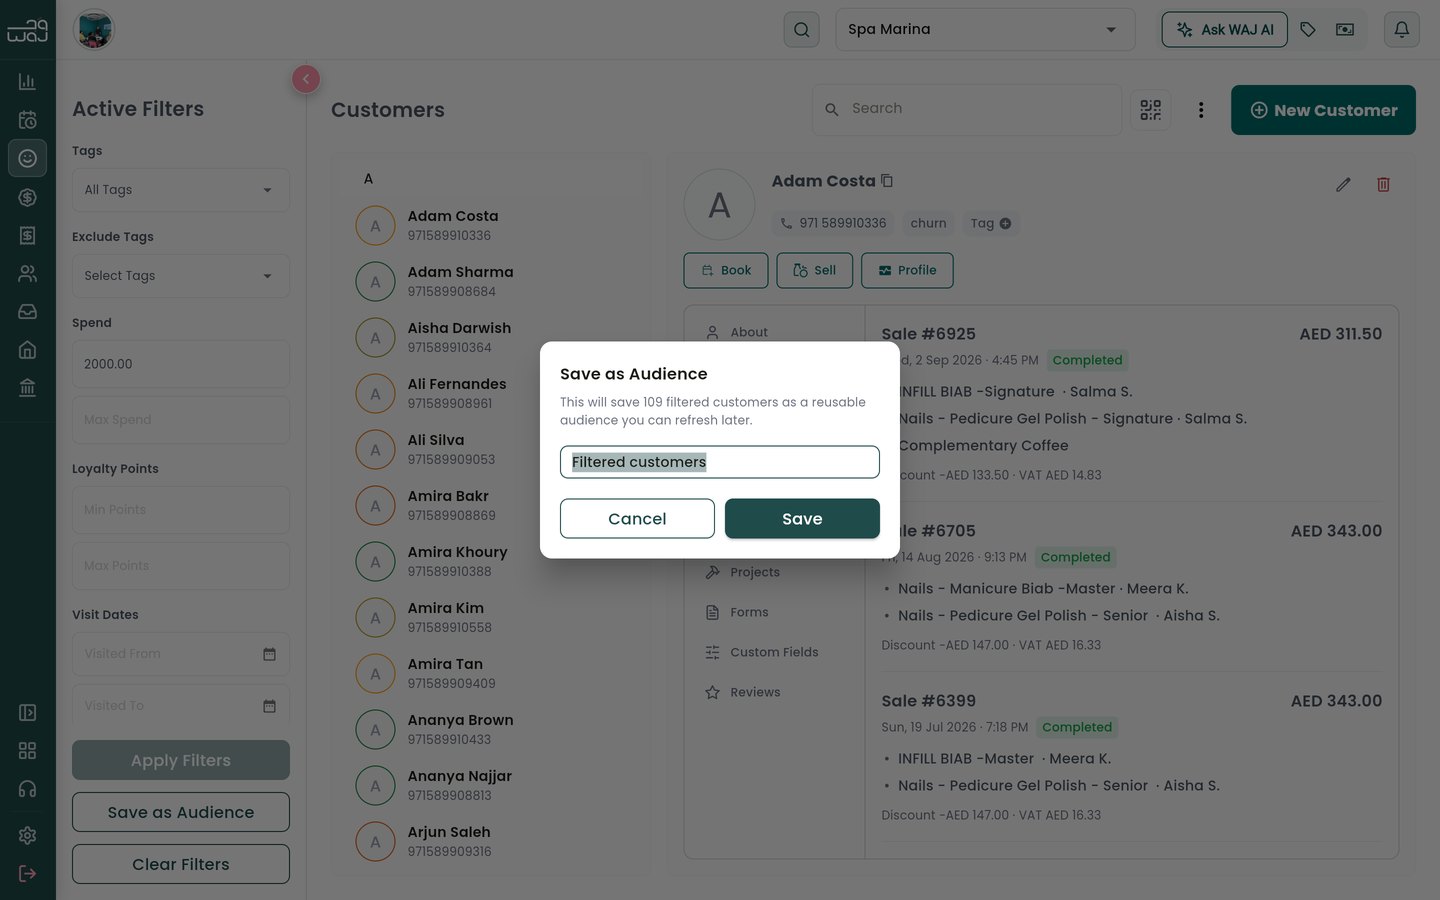 waj
Spa Marina
Ask WAJ AI
Active Filters
Tags
All Tags
Exclude Tags
Select Tags
Spend
2000.00
Max Spend
Loyalty Points
Min Points
Max Points
Visit Dates
Visited From
Visited To
Apply Filters
Save as Audience
Clear Filters
Customers
Search
New Customer
A
A
Adam Costa
971589910336
A
Adam Sharma
971589908684
A
Aisha Darwish
971589910364
A
Ali Fernandes
971589908961
A
Ali Silva
971589909053
A
Amira Bakr
971589908869
A
Amira Khoury
971589910388
A
Amira Kim
971589910558
A
Amira Tan
971589909409
A
Ananya Brown
971589910433
A
Ananya Najjar
971589908813
A
Arjun Saleh
971589909316
A
Adam Costa
971 589910336
churn
Tag
Book
Sell
Profile
About
Projects
Forms
Custom Fields
Reviews
Sale #6925 AED 311.50
d, 2 Sep 2026 · 4:45 PM Completed
INFILL BIAB -Signature · Salma S.
Nails - Pedicure Gel Polish - Signature · Salma S.
Complementary Coffee
count -AED 133.50 · VAT AED 14.83
le #6705 AED 343.00
14 Aug 2026 · 9:13 PM Completed
• Nails - Manicure Biab -Master · Meera K.
• Nails - Pedicure Gel Polish - Senior · Aisha S.
Discount -AED 147.00 · VAT AED 16.33
Sale #6399 AED 343.00
Sun, 19 Jul 2026 · 7:18 PM Completed
• INFILL BIAB -Master · Meera K.
• Nails - Pedicure Gel Polish - Senior · Aisha S.
Discount -AED 147.00 · VAT AED 16.33
Save as Audience
This will save 109 filtered customers as a reusable
audience you can refresh later.
Filtered customers
Cancel
Save